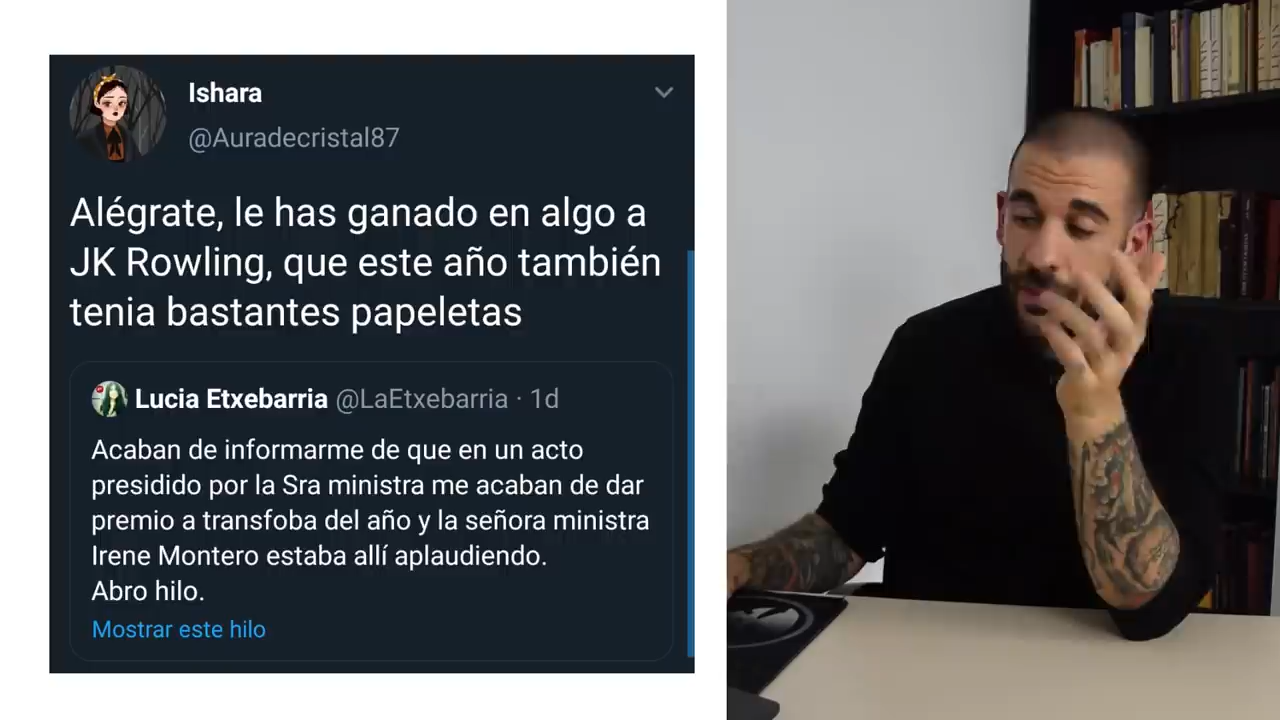 Ishara
@Auradecristal87
Alégrate, le has ganado en algo a
JK Rowling, que este año también
tenia bastantes papeletas
Lucia Etxebarria @LaEtxebarria · 1d
Acaban de informarme de que en un acto
presidido por la Sra ministra me acaban de dar
premio a transfoba del año y la señora ministra
Irene Montero estaba allí aplaudiendo.
Abro hilo.
Mostrar este hilo